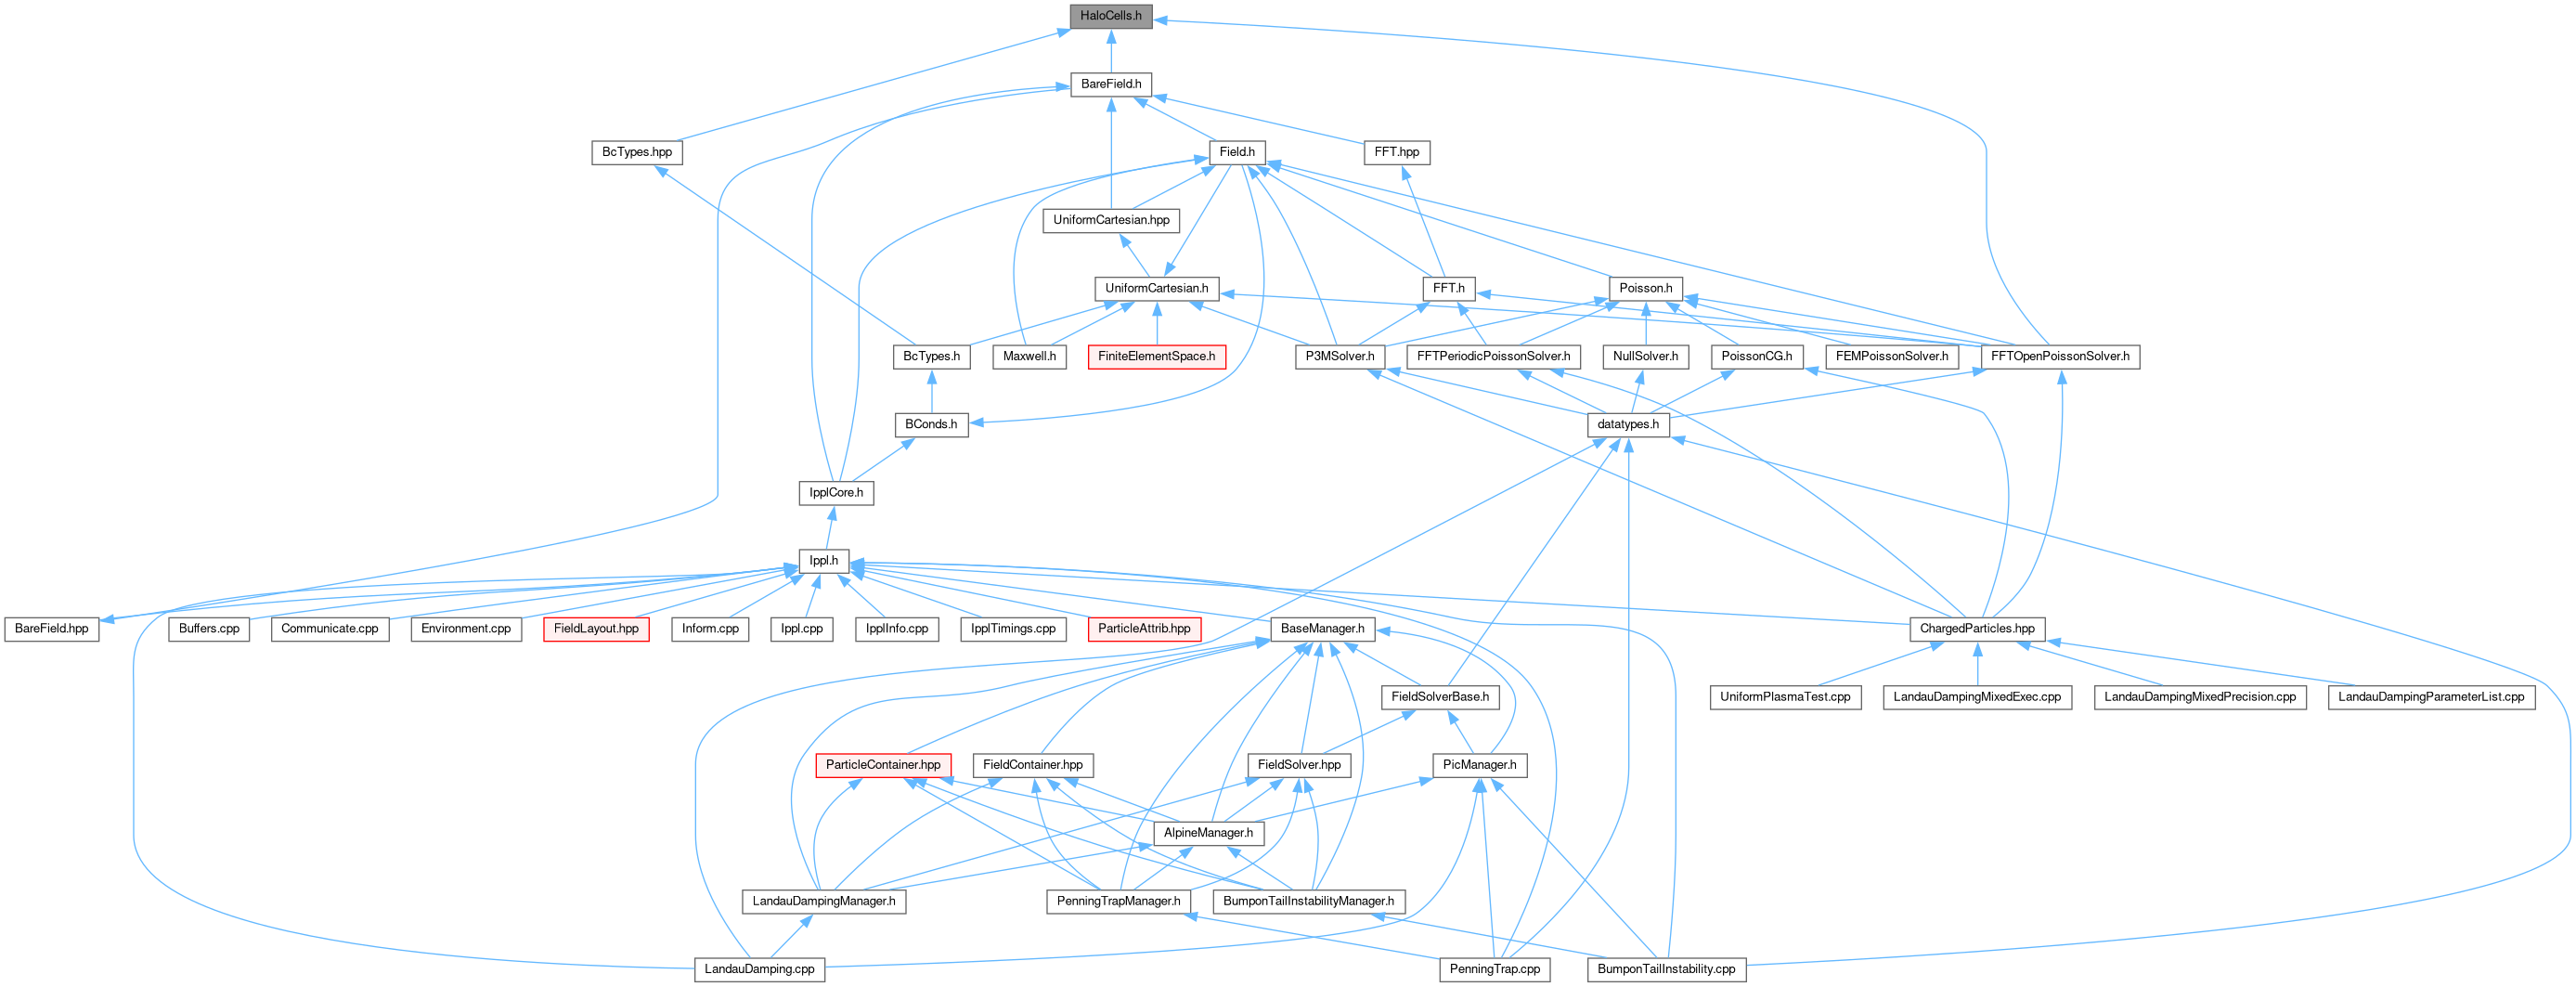 HaloCells.h
BareField.h
BcTypes.hpp
Field.h
FFT.hpp
UniformCartesian.hpp
UniformCartesian.h
FFT.h
Poisson.h
BcTypes.h
Maxwell.h
FiniteElementSpace.h
P3MSolver.h
FFTPeriodicPoissonSolver.h
NullSolver.h
PoissonCG.h
FEMPoissonSolver.h
FFTOpenPoissonSolver.h
BConds.h
datatypes.h
IpplCore.h
Ippl.h
BareField.hpp
Buffers.cpp
Communicate.cpp
Environment.cpp
FieldLayout.hpp
Inform.cpp
Ippl.cpp
IpplInfo.cpp
IpplTimings.cpp
ParticleAttrib.hpp
BaseManager.h
ChargedParticles.hpp
FieldSolverBase.h
UniformPlasmaTest.cpp
LandauDampingMixedExec.cpp
LandauDampingMixedPrecision.cpp
LandauDampingParameterList.cpp
ParticleContainer.hpp
FieldContainer.hpp
FieldSolver.hpp
PicManager.h
AlpineManager.h
LandauDampingManager.h
PenningTrapManager.h
BumponTailInstabilityManager.h
LandauDamping.cpp
PenningTrap.cpp
BumponTailInstability.cpp